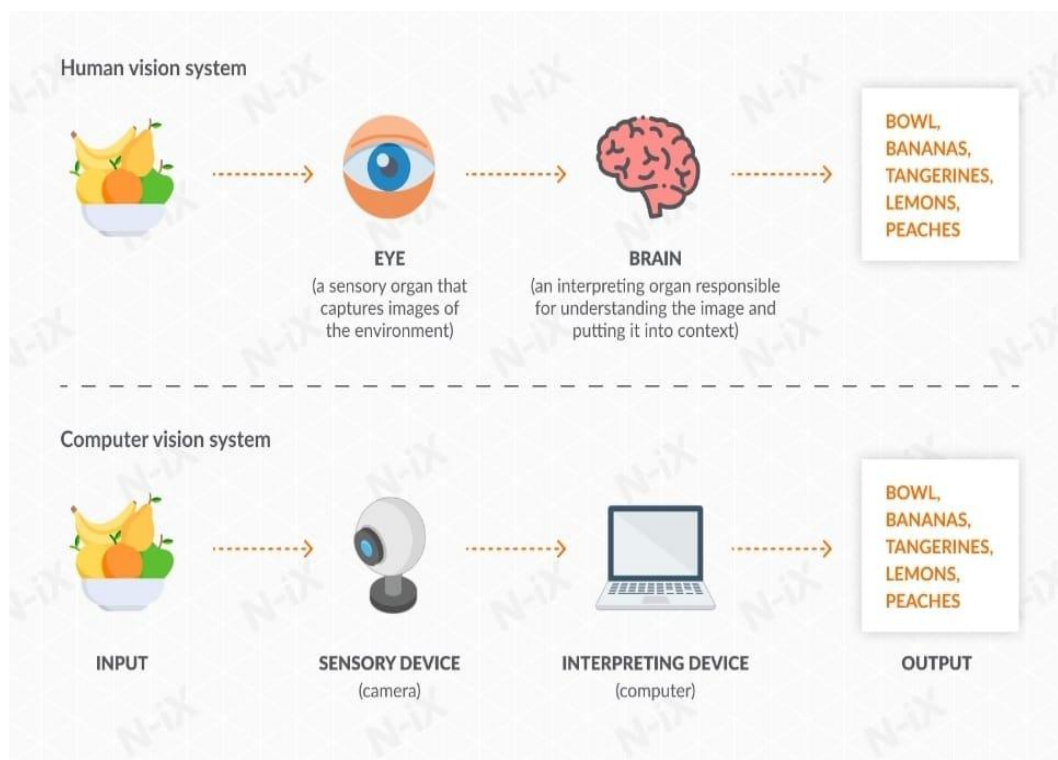 Human vision system
BOWL,
BANANAS,
TANGERINES,
LEMONS,
PEACHES
EYE
(a sensory organ that
captures images of
the environment)
BRAIN
(an interpreting organ responsible
for understanding the image and
putting it into context)
Computer vision system
BOWL,
BANANAS,
TANGERINES,
LEMONS,
PEACHES
INPUT
SENSORY DEVICE
(camera)
INTERPRETING DEVICE
(computer)
OUTPUT
N-iX